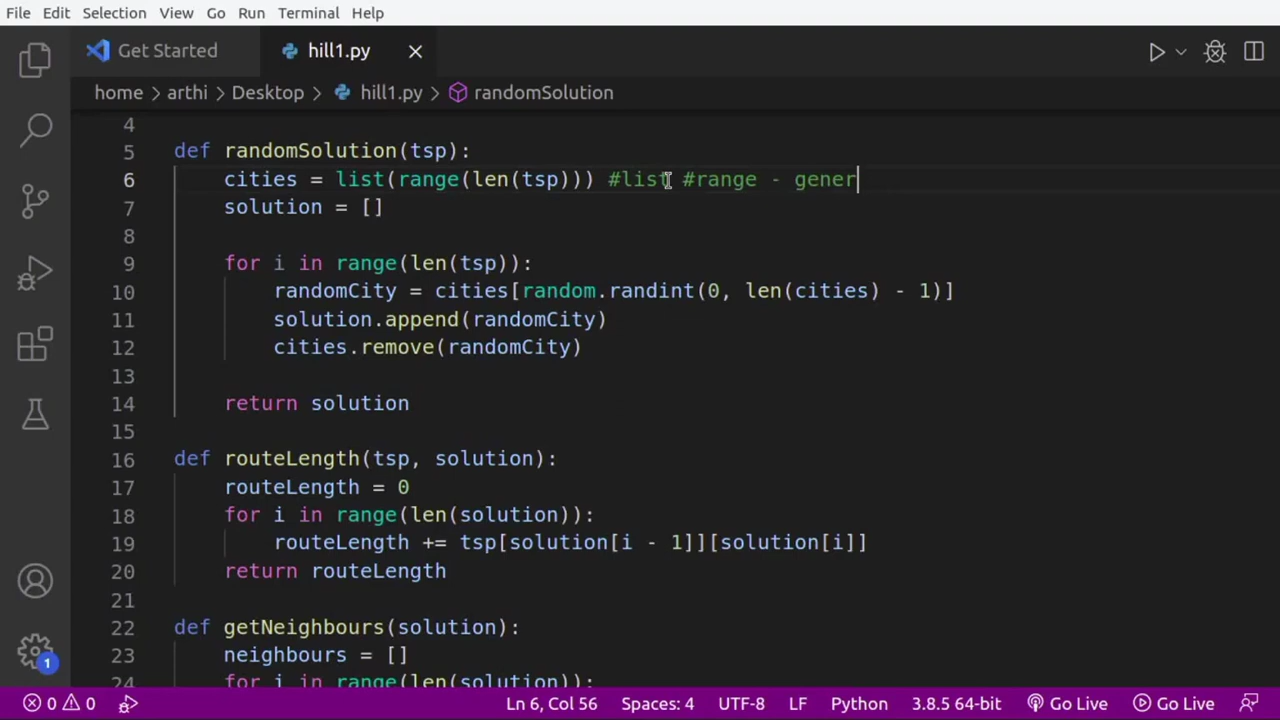 File Edit Selection View Go Run Terminal Help
Get Started hill1.py
home > arthi > Desktop > hill1.py > randomSolution
4
5 def randomSolution(tsp):
6 cities = list(range(len(tsp))) #list #range - gener
7 solution = []
8
9 for i in range(len(tsp)):
10 randomCity = cities[random.randint(0, len(cities) - 1)]
11 solution.append(randomCity)
12 cities.remove(randomCity)
13
14 return solution
15
16 def routeLength(tsp, solution):
17 routeLength = 0
18 for i in range(len(solution)):
19 routeLength += tsp[solution[i - 1]][solution[i]]
20 return routeLength
21
22 def getNeighbours(solution):
23 neighbours = []
24 for i in range(len(solution)):
1
0 0 Ln 6, Col 56 Spaces: 4 UTF-8 LF Python 3.8.5 64-bit Go Live Go Live